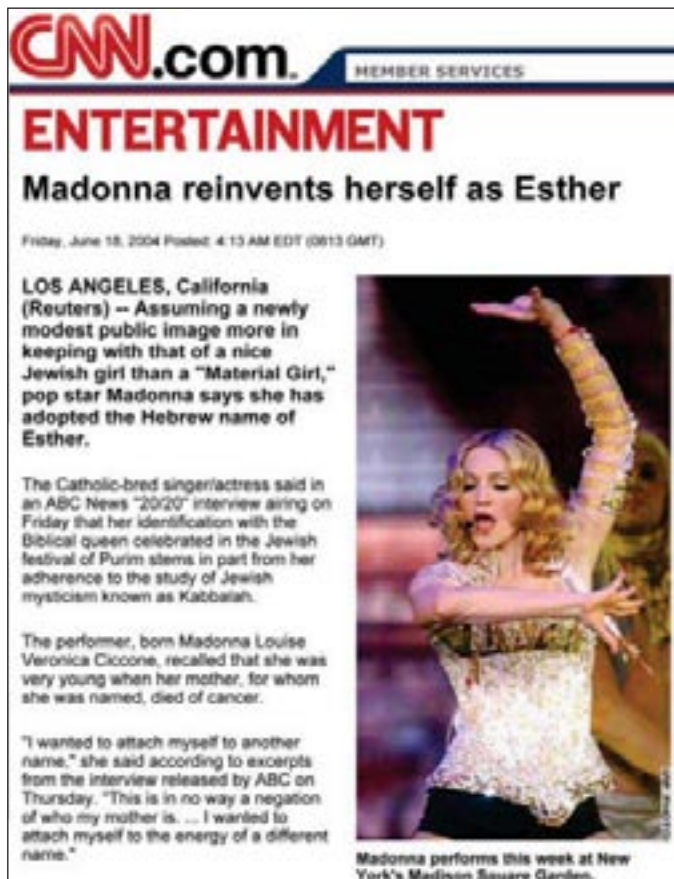 CNN.com
MEMBER SERVICES
ENTERTAINMENT
Madonna reinvents herself as Esther
Friday, June 18, 2004 Posted: 4:13 AM EDT (0813 GMT)
LOS ANGELES, California
(Reuters) -- Assuming a newly
modest public image more in
keeping with that of a nice
Jewish girl than a "Material Girl,"
pop star Madonna says she has
adopted the Hebrew name of
Esther.
The Catholic-bred singer/actress said in
an ABC News "20/20" interview airing on
Friday that her identification with the
Biblical queen celebrated in the Jewish
festival of Purim stems in part from her
adherence to the study of Jewish
mysticism known as Kabbalah.
The performer, born Madonna Louise
Veronica Ciccone, recalled that she was
very young when her mother, for whom
she was named, died of cancer.
"I wanted to attach myself to another
name," she said according to excerpts
from the interview released by ABC on
Thursday. "This is in no way a negation
of who my mother is. ... I wanted to
attach myself to the energy of a different
name."
Madonna performs this week at New
York's Madison Square Garden.